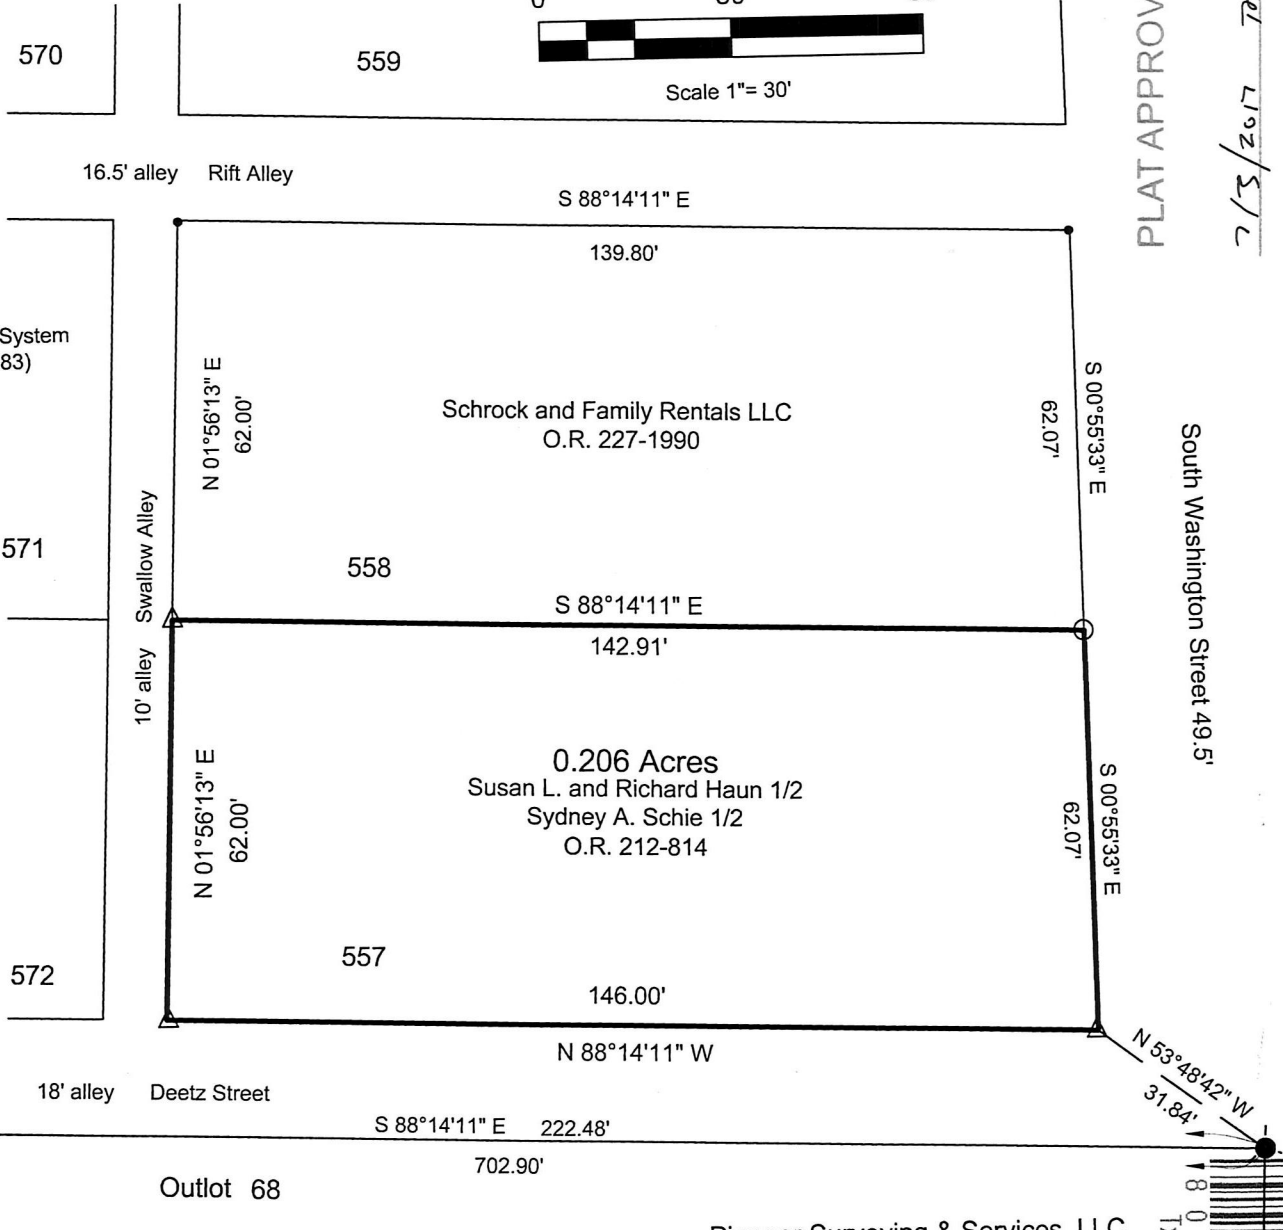 570
559
Scale 1"= 30'
PLAT APPROV
16.5' alley Rift Alley
S 88°14'11" E
139.80'
System
83)
N 01°56'13" E
62.00'
Schrock and Family Rentals LLC
O.R. 227-1990
62.07'
S 00°55'33" E
South Washington Street 49.5'
571
10' alley Swallow Alley
558
S 88°14'11" E
142.91'
N 01°56'13" E
62.00'
0.206 Acres
Susan L. and Richard Haun 1/2
Sydney A. Schie 1/2
O.R. 212-814
62.07'
S 00°55'33" E
572
557
146.00'
N 88°14'11" W
N 53°48'42" W
31.84'
18' alley Deetz Street
S 88°14'11" E 222.48'
702.90'
Outlot 68
8 0
Surveying & Services, LLC